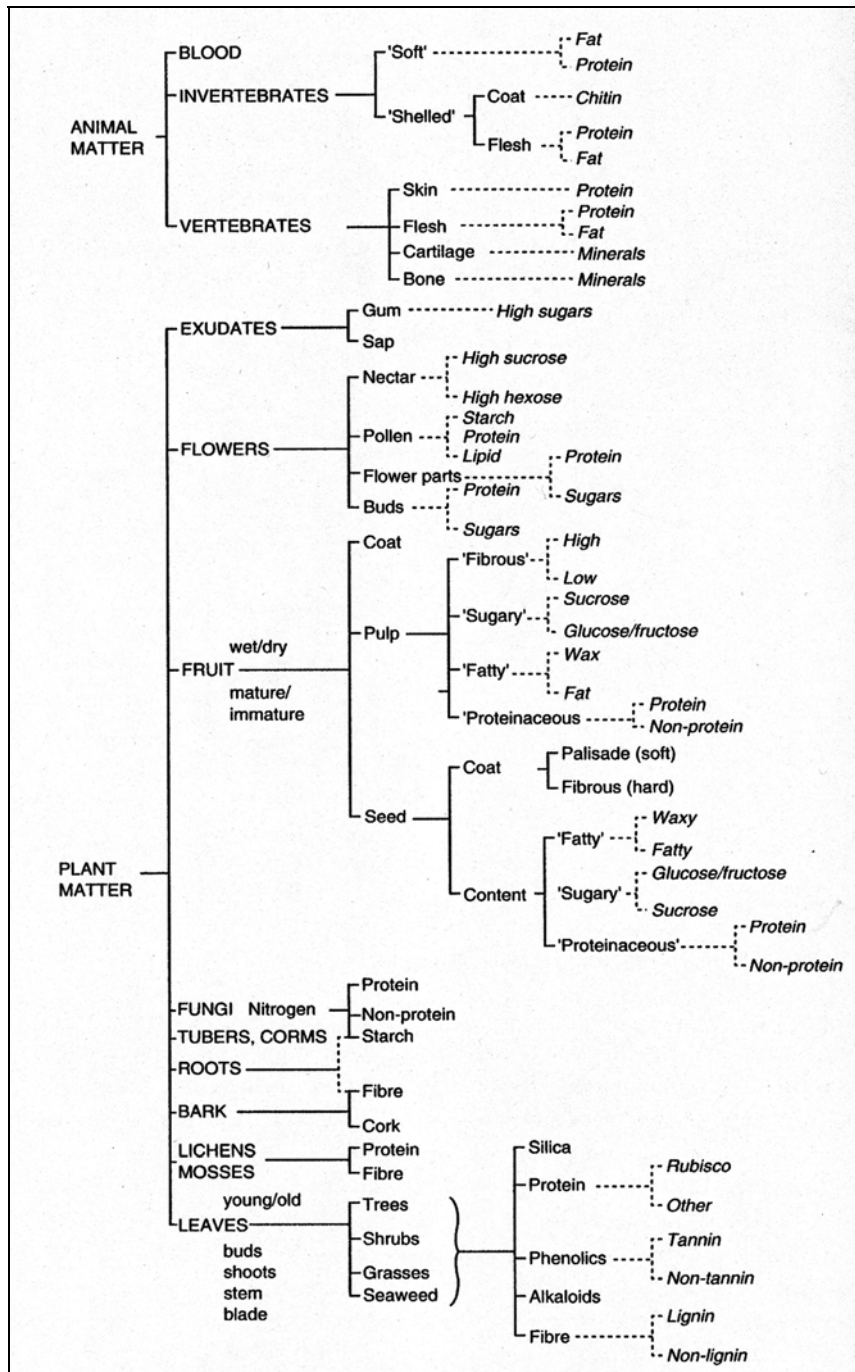 BLOOD
INVERTEBRATES
'Soft'
Fat
Protein
'Shelled'
Coat
Chitin
Flesh
Protein
Fat
ANIMAL
MATTER
VERTEBRATES
Skin
Protein
Flesh
Protein
Fat
Cartilage
Minerals
Bone
Minerals
EXUDATES
Gum
High sugars
Sap
FLOWERS
Nectar
High sucrose
High hexose
Pollen
Starch
Protein
Lipid
Flower parts
Protein
Sugars
Buds
Protein
Sugars
FRUIT
wet/dry
mature/
immature
Coat
Pulp
'Fibrous'
High
Low
'Sugary'
Sucrose
Glucose/fructose
'Fatty'
Wax
Fat
'Proteinaceous
Protein
Non-protein
Seed
Coat
Palisade (soft)
Fibrous (hard)
Content
'Fatty'
Waxy
Fatty
'Sugary'
Glucose/fructose
Sucrose
'Proteinaceous'
Protein
Non-protein
PLANT
MATTER
FUNGI Nitrogen
Protein
Non-protein
TUBERS, CORMS
Starch
ROOTS
BARK
Fibre
Cork
LICHENS
MOSSES
Protein
Fibre
young/old
LEAVES
buds
shoots
stem
blade
Trees
Shrubs
Grasses
Seaweed
Silica
Protein
Rubisco
Other
Phenolics
Tannin
Non-tannin
Alkaloids
Fibre
Lignin
Non-lignin